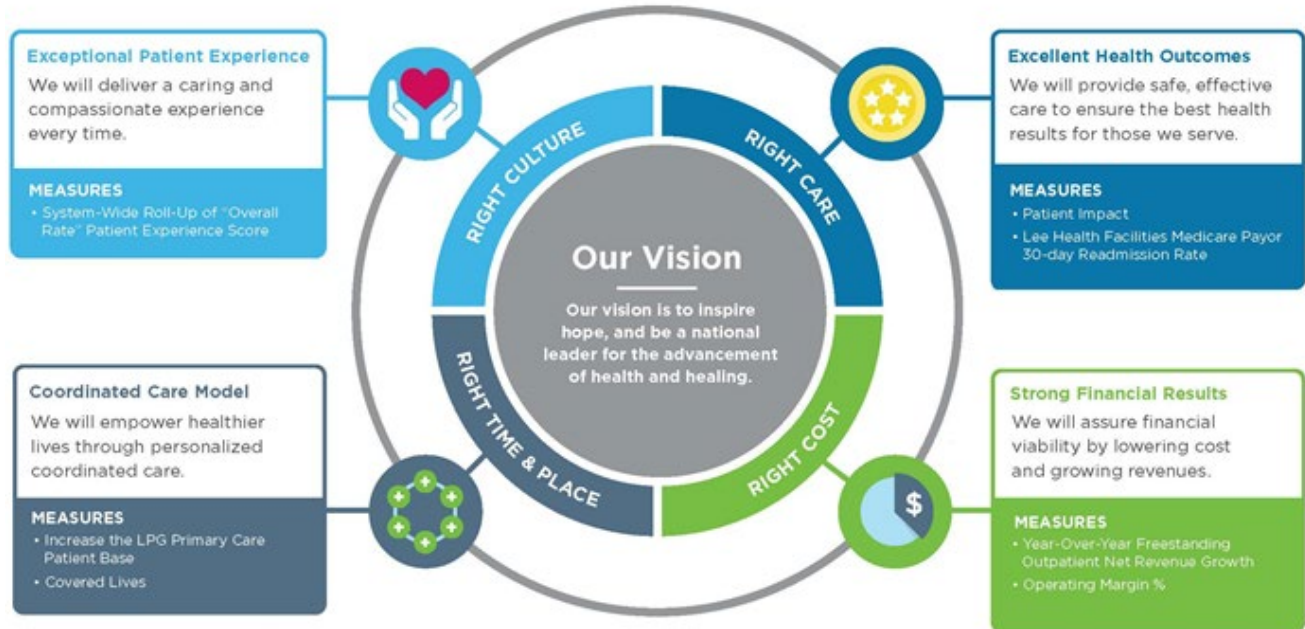 Exceptional Patient Experience
We will deliver a caring and
compassionate experience
every time.
MEASURES
• System-Wide Roll-Up of "Overall
Rate" Patient Experience Score
RIGHT CULTURE
RIGHT CARE
Excellent Health Outcomes
We will provide safe, effective
care to ensure the best health
results for those we serve.
MEASURES
• Patient Impact
• Lee Health Facilities Medicare Payor
30-day Readmission Rate
Our Vision
Our vision is to inspire
hope, and be a national
leader for the advancement
of health and healing.
Coordinated Care Model
We will empower healthier
lives through personalized
coordinated care.
MEASURES
• Increase the LPG Primary Care
Patient Base
• Covered Lives
RIGHT TIME & PLACE
RIGHT COST
$
Strong Financial Results
We will assure financial
viability by lowering cost
and growing revenues.
MEASURES
• Year-Over-Year Freestanding
Outpatient Net Revenue Growth
• Operating Margin %